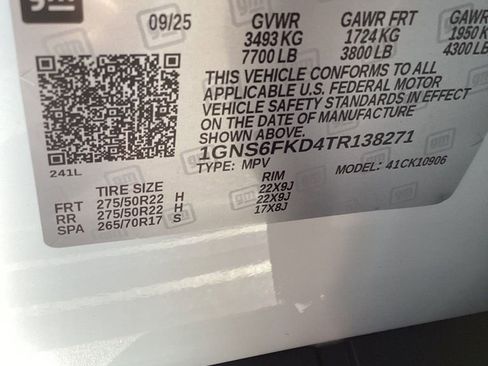 gm
09/25 GVWR GAWR FRT GAWR
3493 KG 1724 KG 1950 K
7700 LB 3800 LB 4300 LB
THIS VEHICLE CONFORMS TO ALL
APPLICABLE U.S. FEDERAL MOTOR
VEHICLE SAFETY STANDARDS IN EFFECT
ON THE DATE OF MANUFACTURE
SHOWN ABOVE.
1GNS6FKD4TR138271
TYPE: MPV MODEL: 41CK10906
241L
TIRE SIZE RIM
FRT 275/50R22 H 22X9J
RR 275/50R22 H 22X9J
SPA 265/70R17 S 17X8J